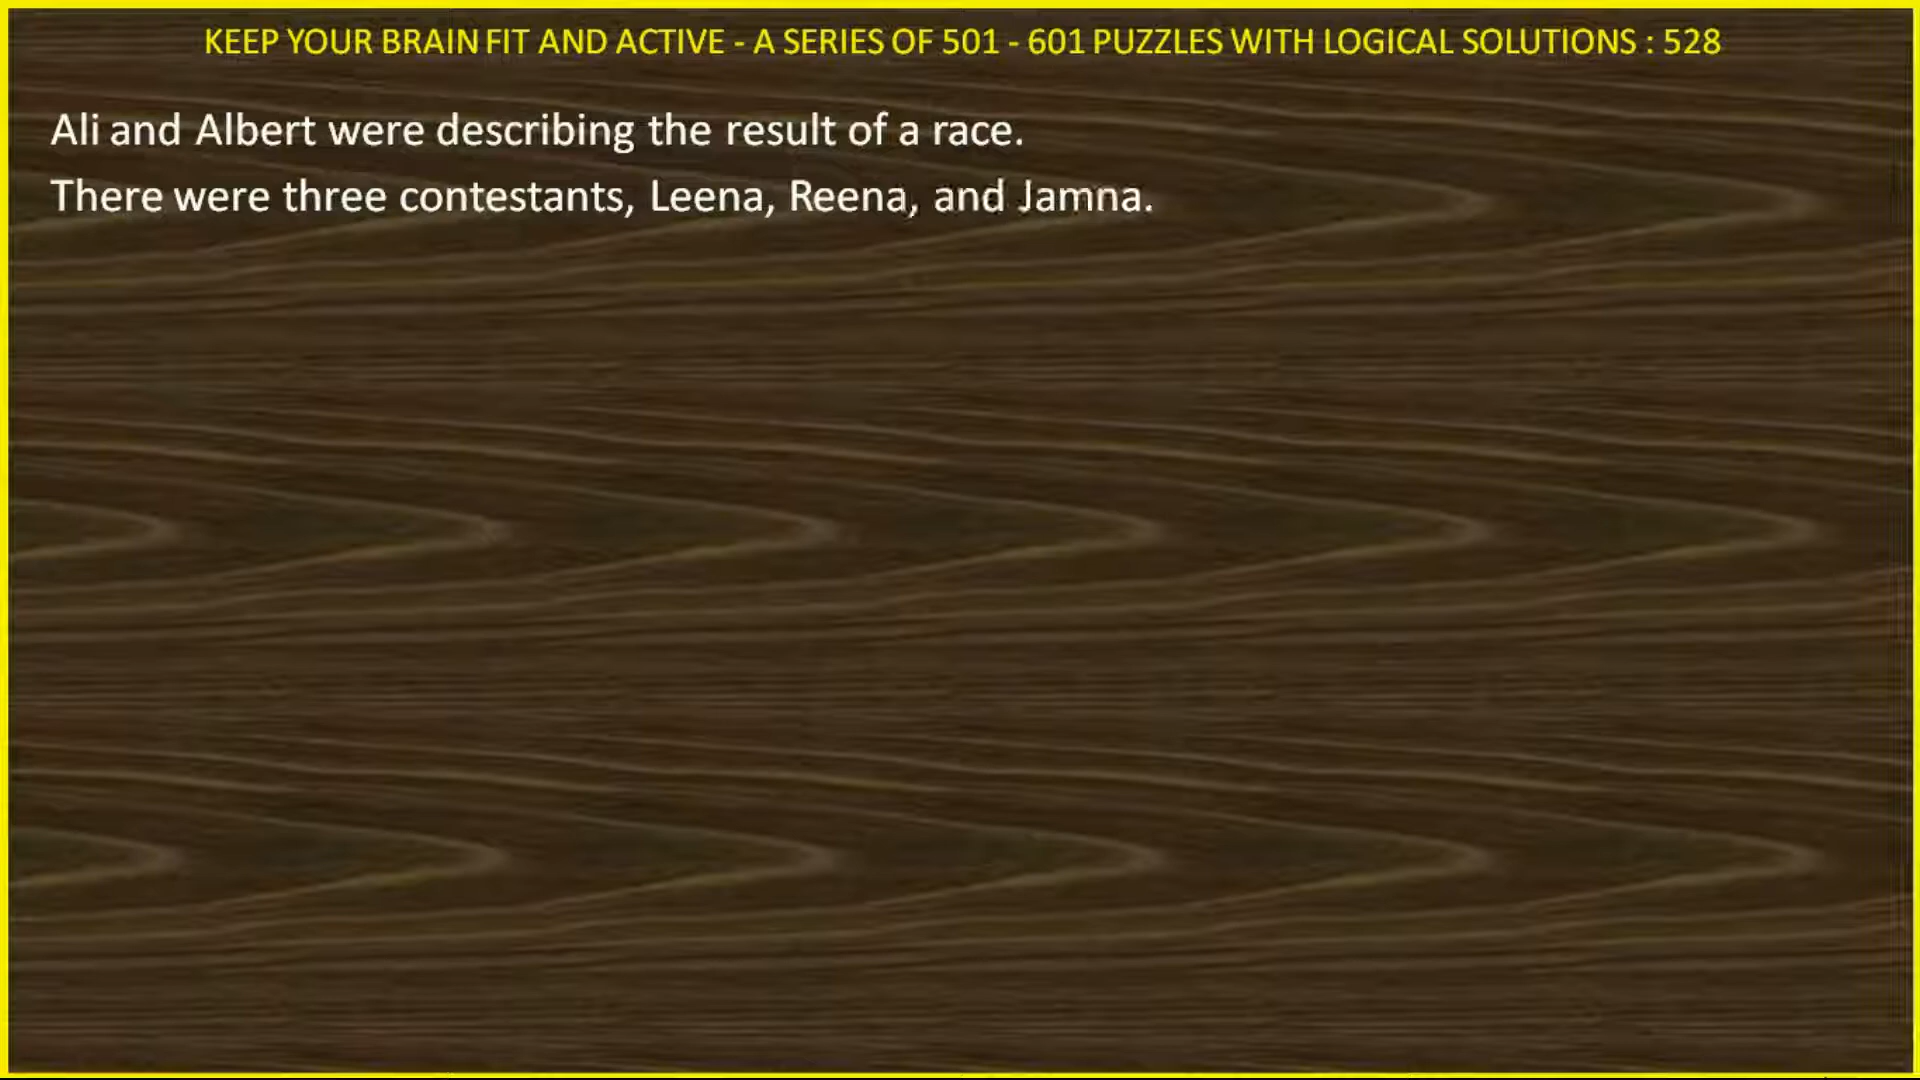 KEEP YOUR BRAIN FIT AND ACTIVE - A SERIES OF 501 - 601 PUZZLES WITH LOGICAL SOLUTIONS : 528
Ali and Albert were describing the result of a race.
There were three contestants, Leena, Reena, and Jamna.